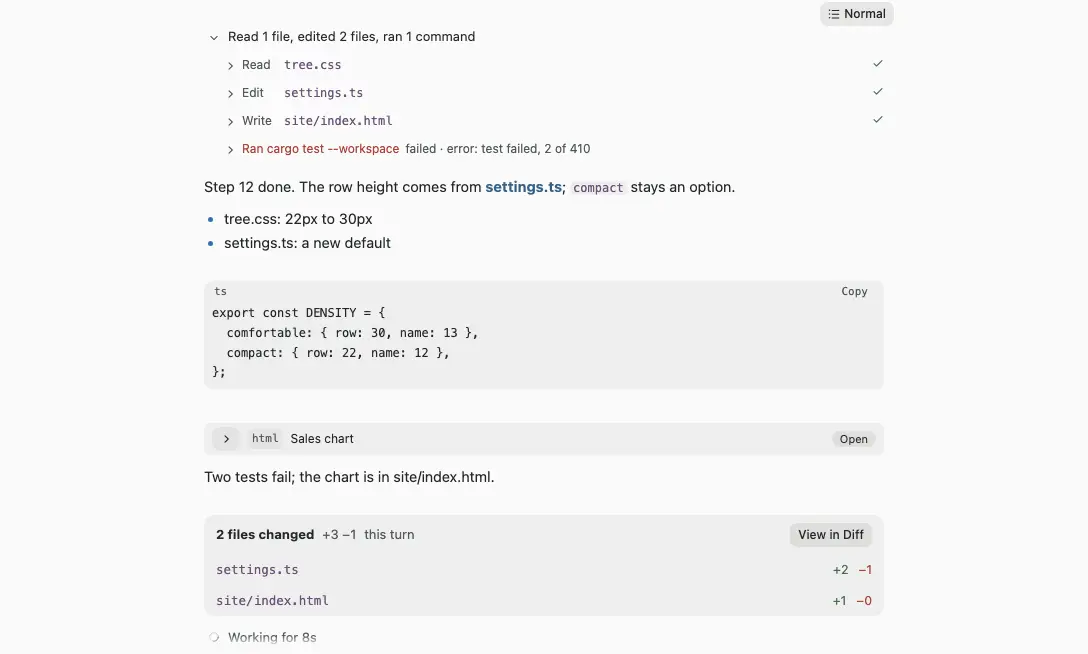 Normal
Read 1 file, edited 2 files, ran 1 command
Read tree.css
Edit settings.ts
Write site/index.html
Ran cargo test --workspace failed · error: test failed, 2 of 410
Step 12 done. The row height comes from settings.ts; compact stays an option.
• tree.css: 22px to 30px
• settings.ts: a new default
ts Copy
export const DENSITY = {
  comfortable: { row: 30, name: 13 },
  compact: { row: 22, name: 12 },
};
html Sales chart Open
Two tests fail; the chart is in site/index.html.
2 files changed +3 −1 this turn View in Diff
settings.ts +2 −1
site/index.html +1 −0
Working for 8s